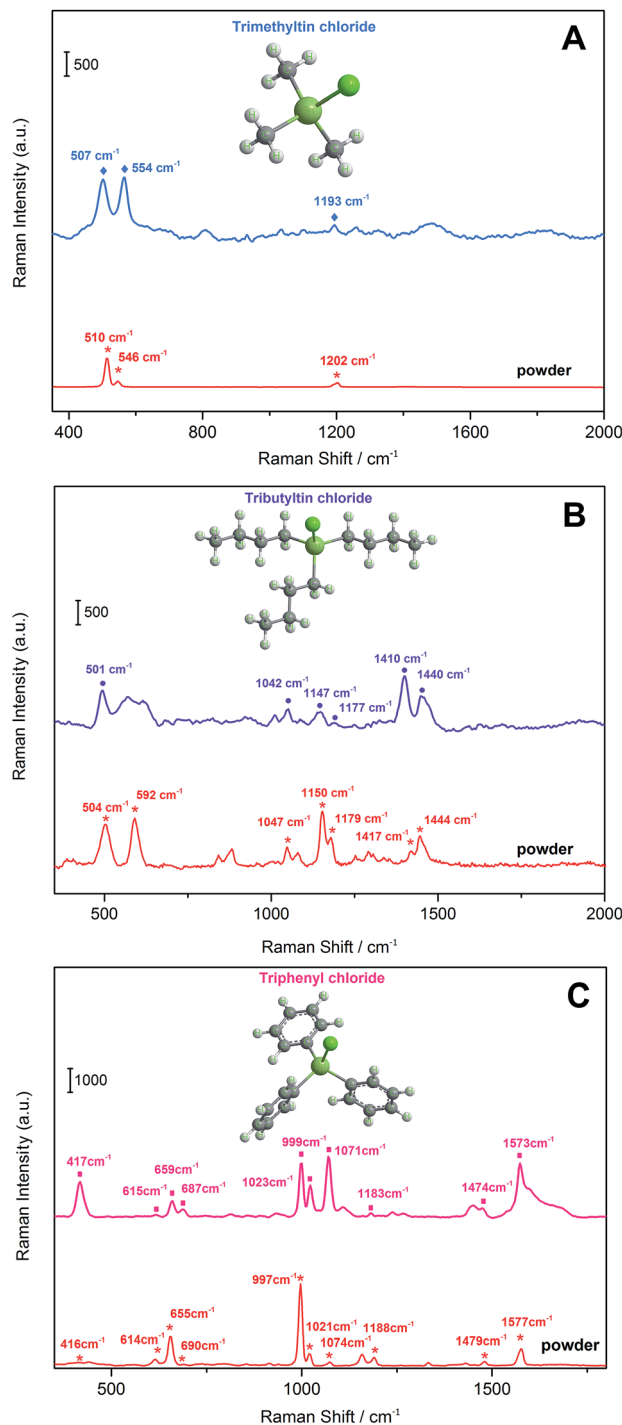 Trimethyltin chloride
A
500
507 cm⁻¹
554 cm⁻¹
1193 cm⁻¹
510 cm⁻¹
546 cm⁻¹
1202 cm⁻¹
powder
Raman Intensity (a.u.)
400 800 1200 1600 2000
Raman Shift / cm⁻¹
Tributyltin chloride
B
500
501 cm⁻¹
1042 cm⁻¹
1147 cm⁻¹
1177 cm⁻¹
1410 cm⁻¹
1440 cm⁻¹
504 cm⁻¹
592 cm⁻¹
1047 cm⁻¹
1150 cm⁻¹
1179 cm⁻¹
1417 cm⁻¹
1444 cm⁻¹
powder
Raman Intensity (a.u.)
500 1000 1500 2000
Raman Shift / cm⁻¹
Triphenyl chloride
C
1000
417cm⁻¹
615cm⁻¹
659cm⁻¹
687cm⁻¹
999cm⁻¹
1023cm⁻¹
1071cm⁻¹
1183cm⁻¹
1474cm⁻¹
1573cm⁻¹
416cm⁻¹
614cm⁻¹
655cm⁻¹
690cm⁻¹
997cm⁻¹
1021cm⁻¹
1074cm⁻¹
1188cm⁻¹
1479cm⁻¹
1577cm⁻¹
powder
Raman Intensity (a.u.)
500 1000 1500
Raman Shift / cm⁻¹